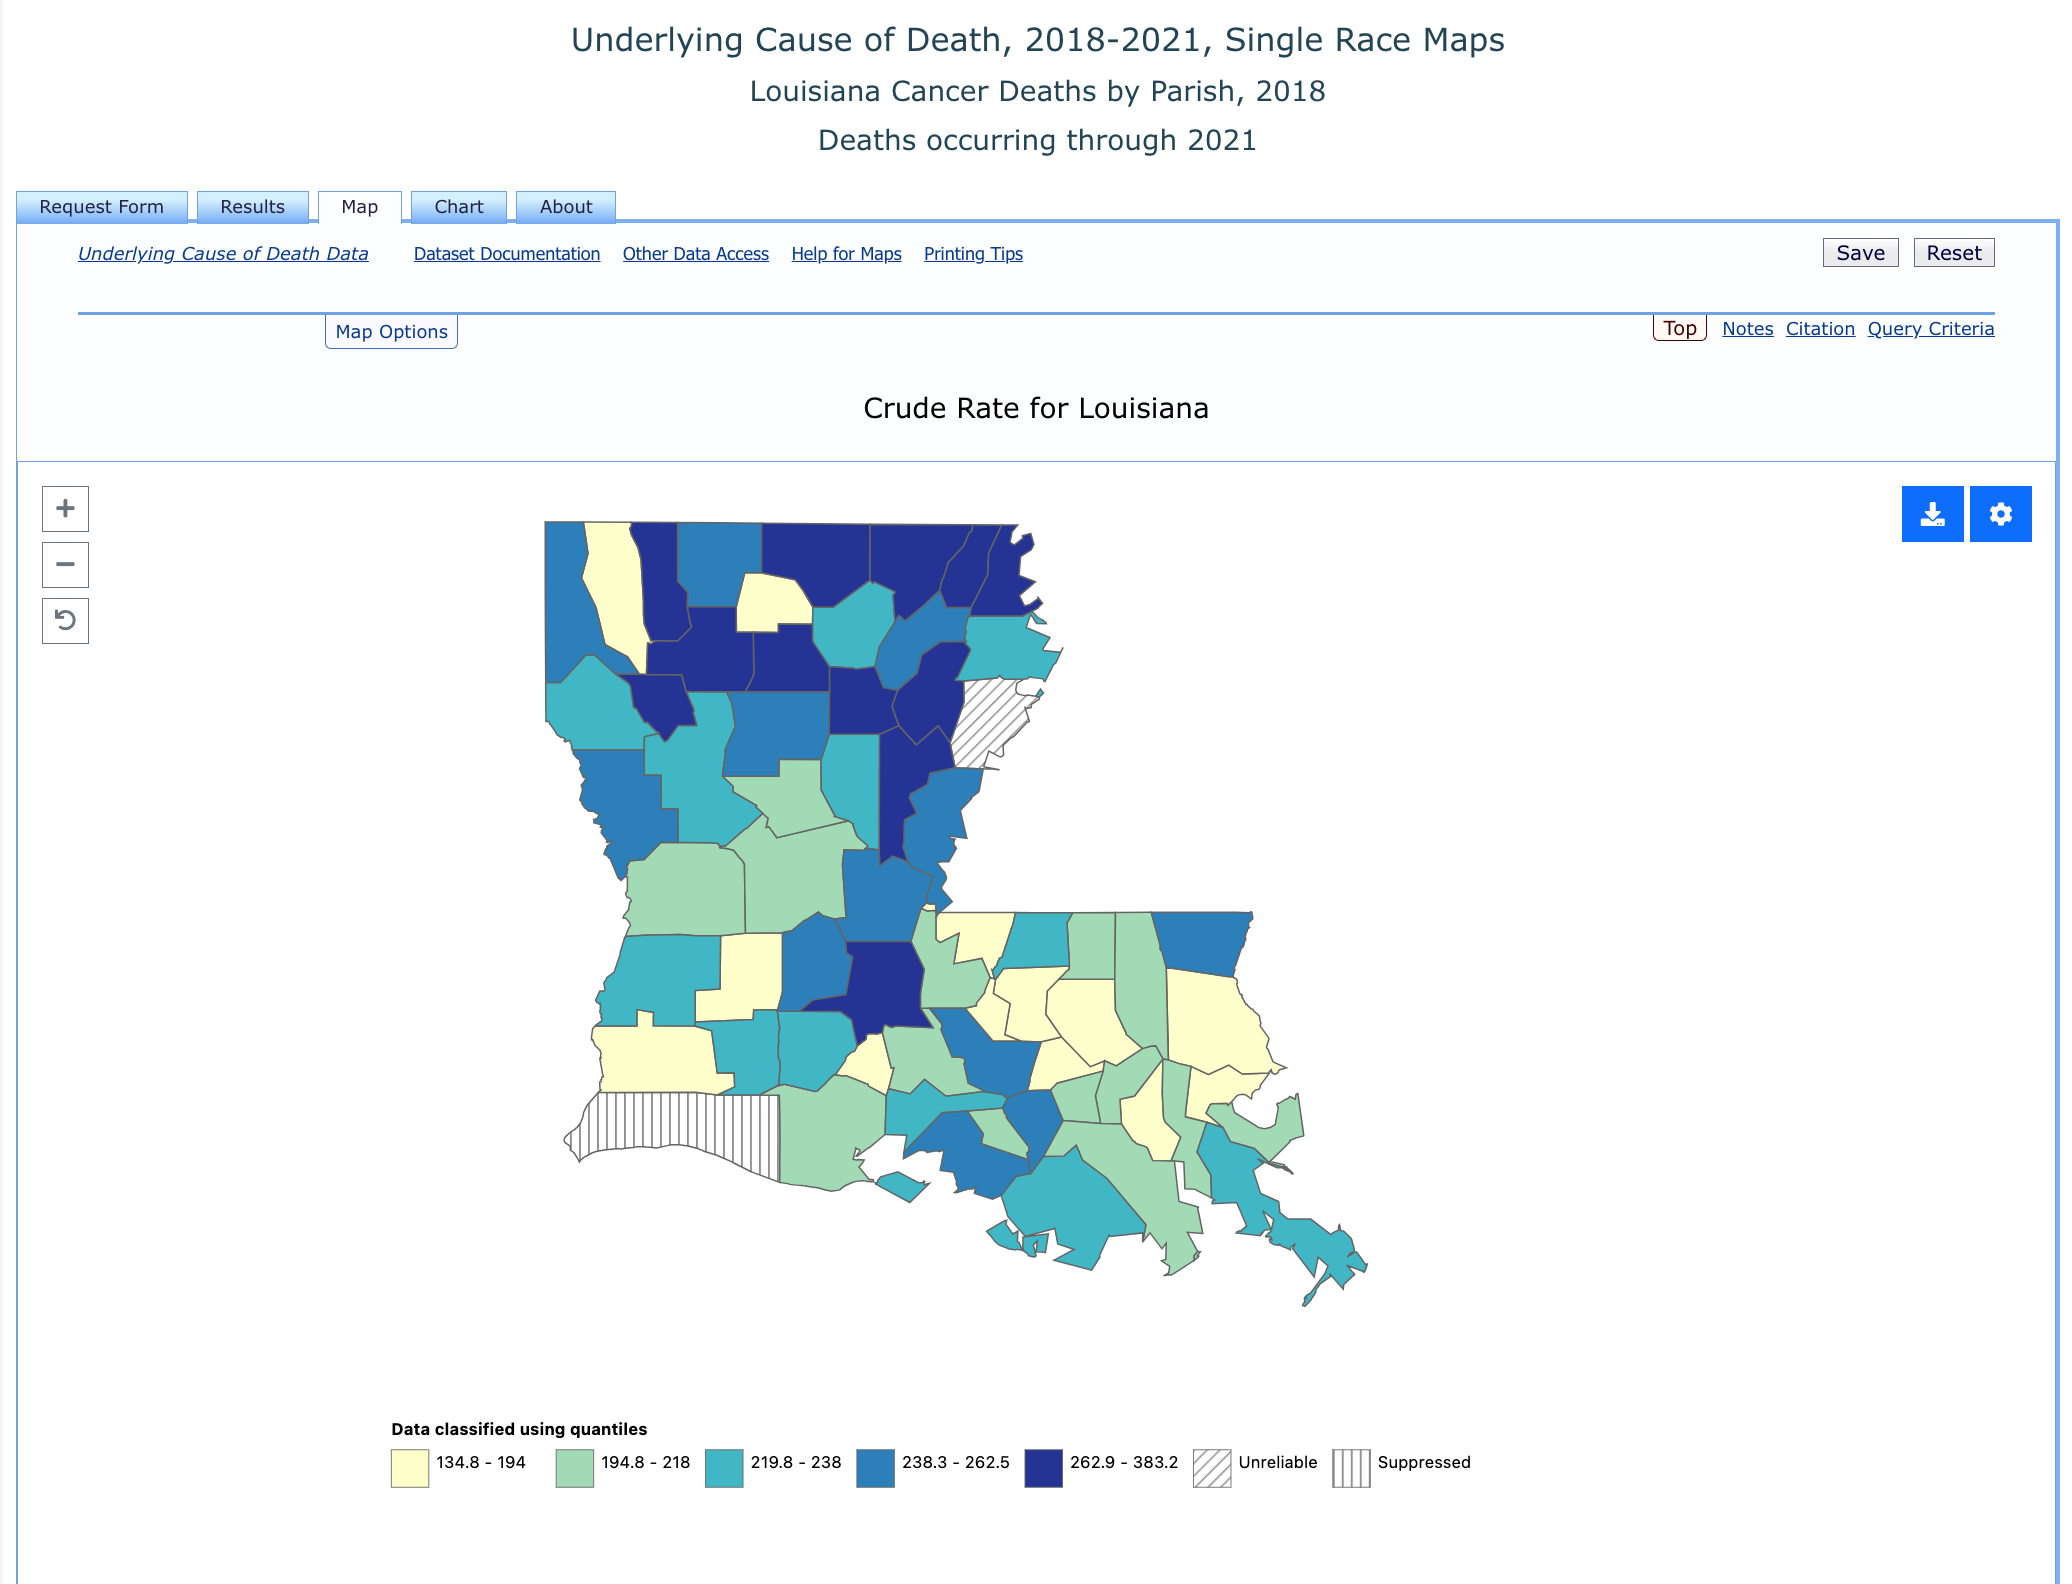 Underlying Cause of Death, 2018-2021, Single Race Maps
Louisiana Cancer Deaths by Parish, 2018
Deaths occurring through 2021
Request Form Results Map Chart About
Underlying Cause of Death Data Dataset Documentation Other Data Access Help for Maps Printing Tips Save Reset
Map Options Top Notes Citation Query Criteria
Crude Rate for Louisiana
Data classified using quantiles
134.8 - 194 194.8 - 218 219.8 - 238 238.3 - 262.5 262.9 - 383.2 Unreliable Suppressed